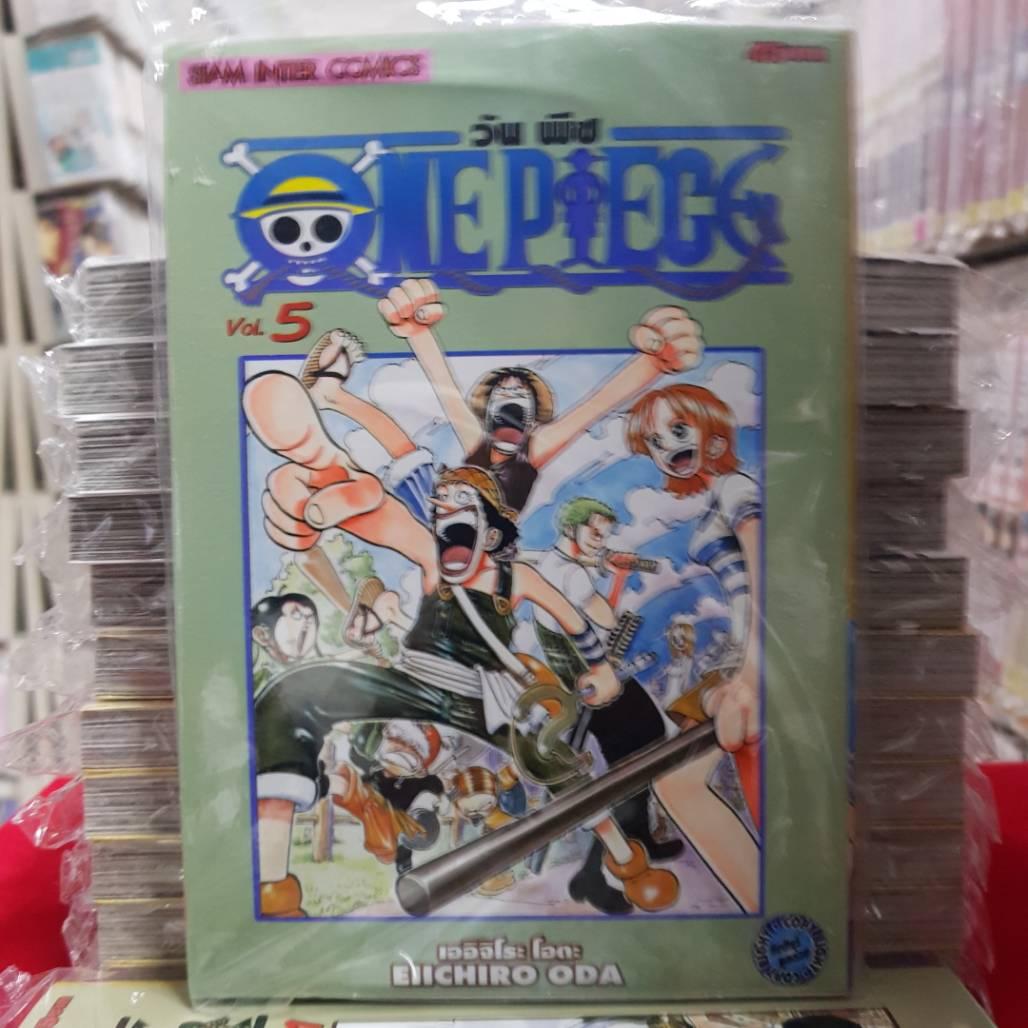 SIAM INTER COMICS
วัน พีซ
ONE PIECE
Vol. 5
เออิจิโระ โอดะ
EIICHIRO ODA